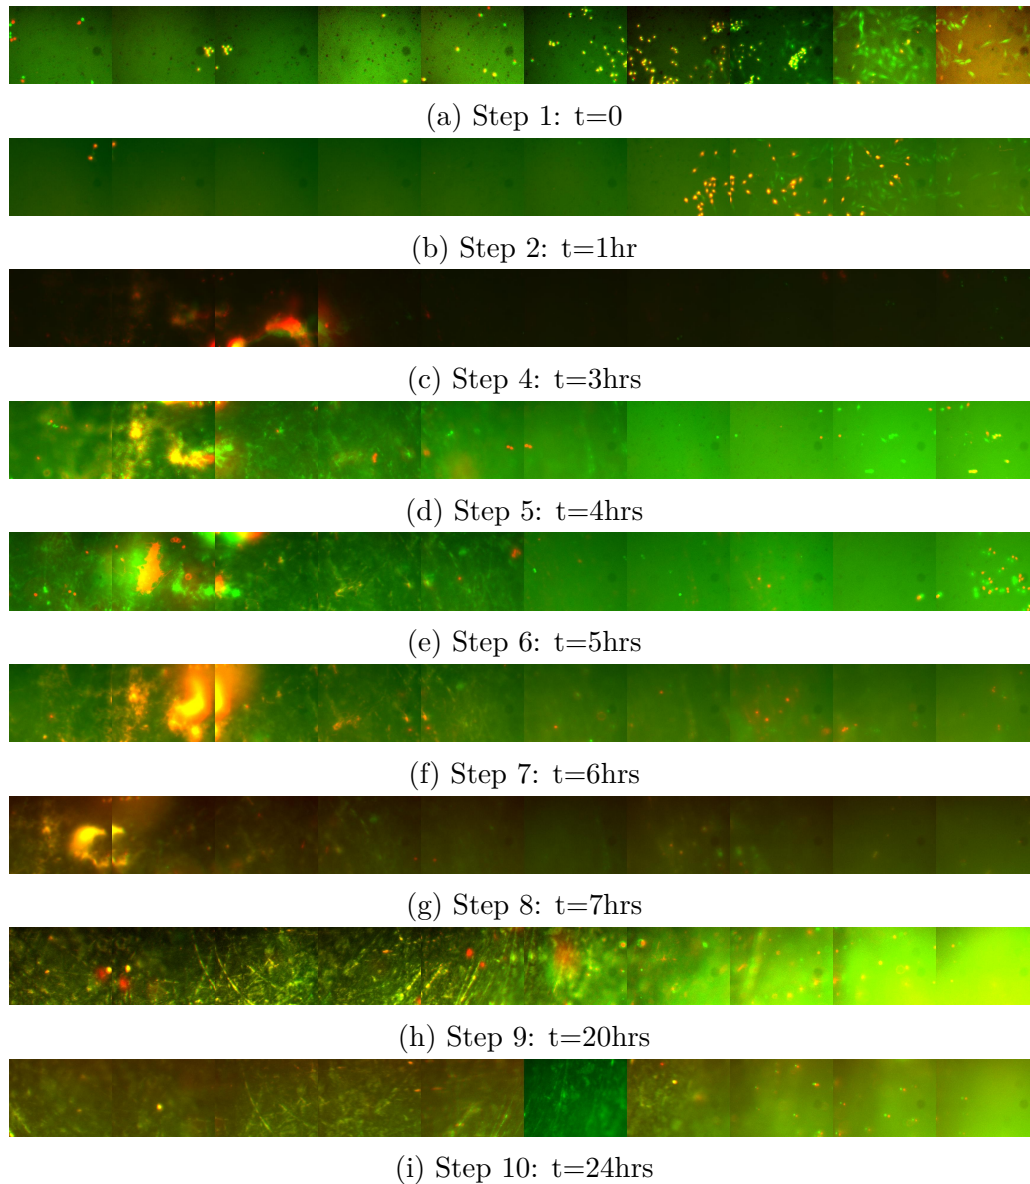 (a) Step 1: t=0
(b) Step 2: t=1hr
(c) Step 4: t=3hrs
(d) Step 5: t=4hrs
(e) Step 6: t=5hrs
(f) Step 7: t=6hrs
(g) Step 8: t=7hrs
(h) Step 9: t=20hrs
(i) Step 10: t=24hrs